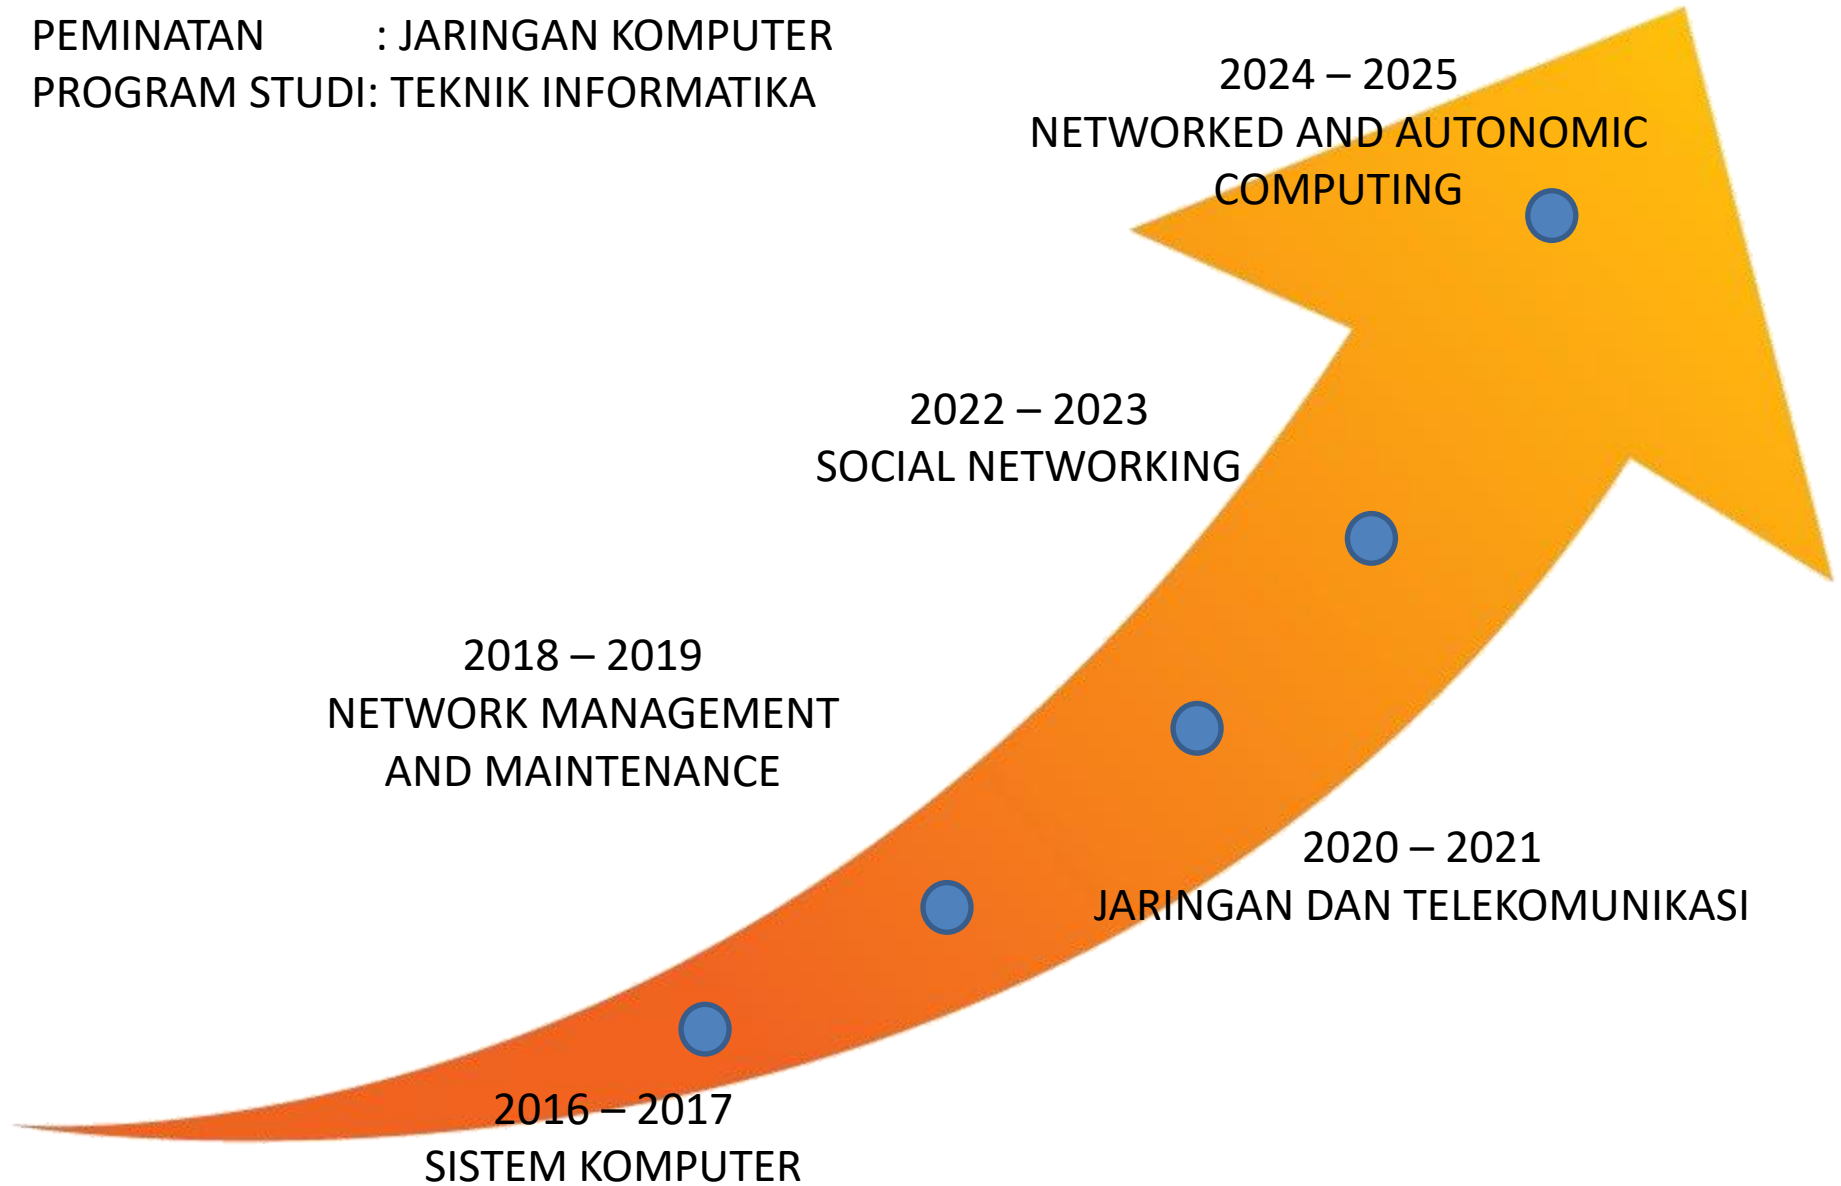 PEMINATAN : JARINGAN KOMPUTER
PROGRAM STUDI: TEKNIK INFORMATIKA
2024 – 2025
NETWORKED AND AUTONOMIC
COMPUTING
2022 – 2023
SOCIAL NETWORKING
2018 – 2019
NETWORK MANAGEMENT
AND MAINTENANCE
2020 – 2021
JARINGAN DAN TELEKOMUNIKASI
2016 – 2017
SISTEM KOMPUTER